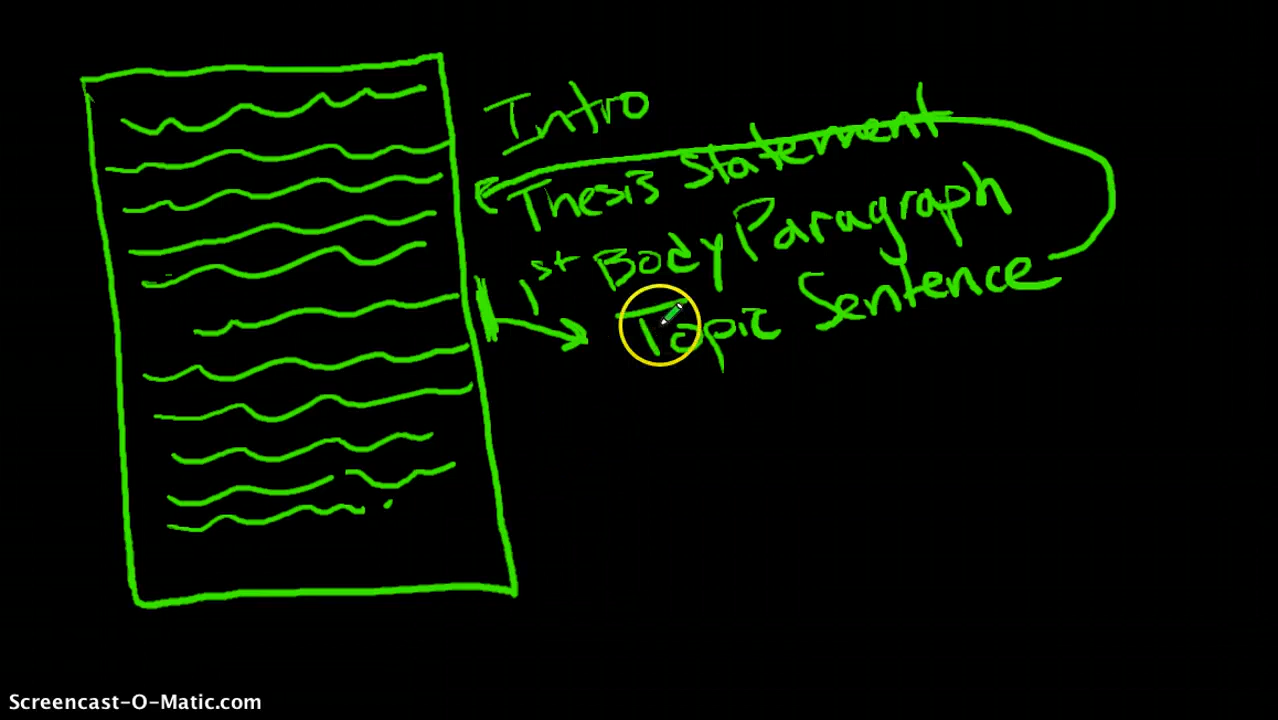 Intro
Thesis Statement
1st Body Paragraph
Topic Sentence
Screencast-O-Matic.com